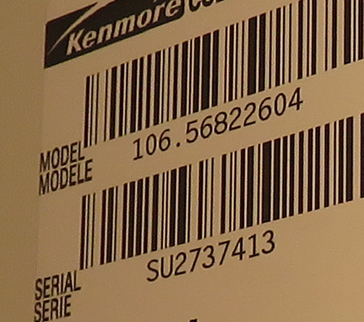 Kenmore
106.56822604
MODEL
MODELE
SU2737413
SERIAL
SERIE